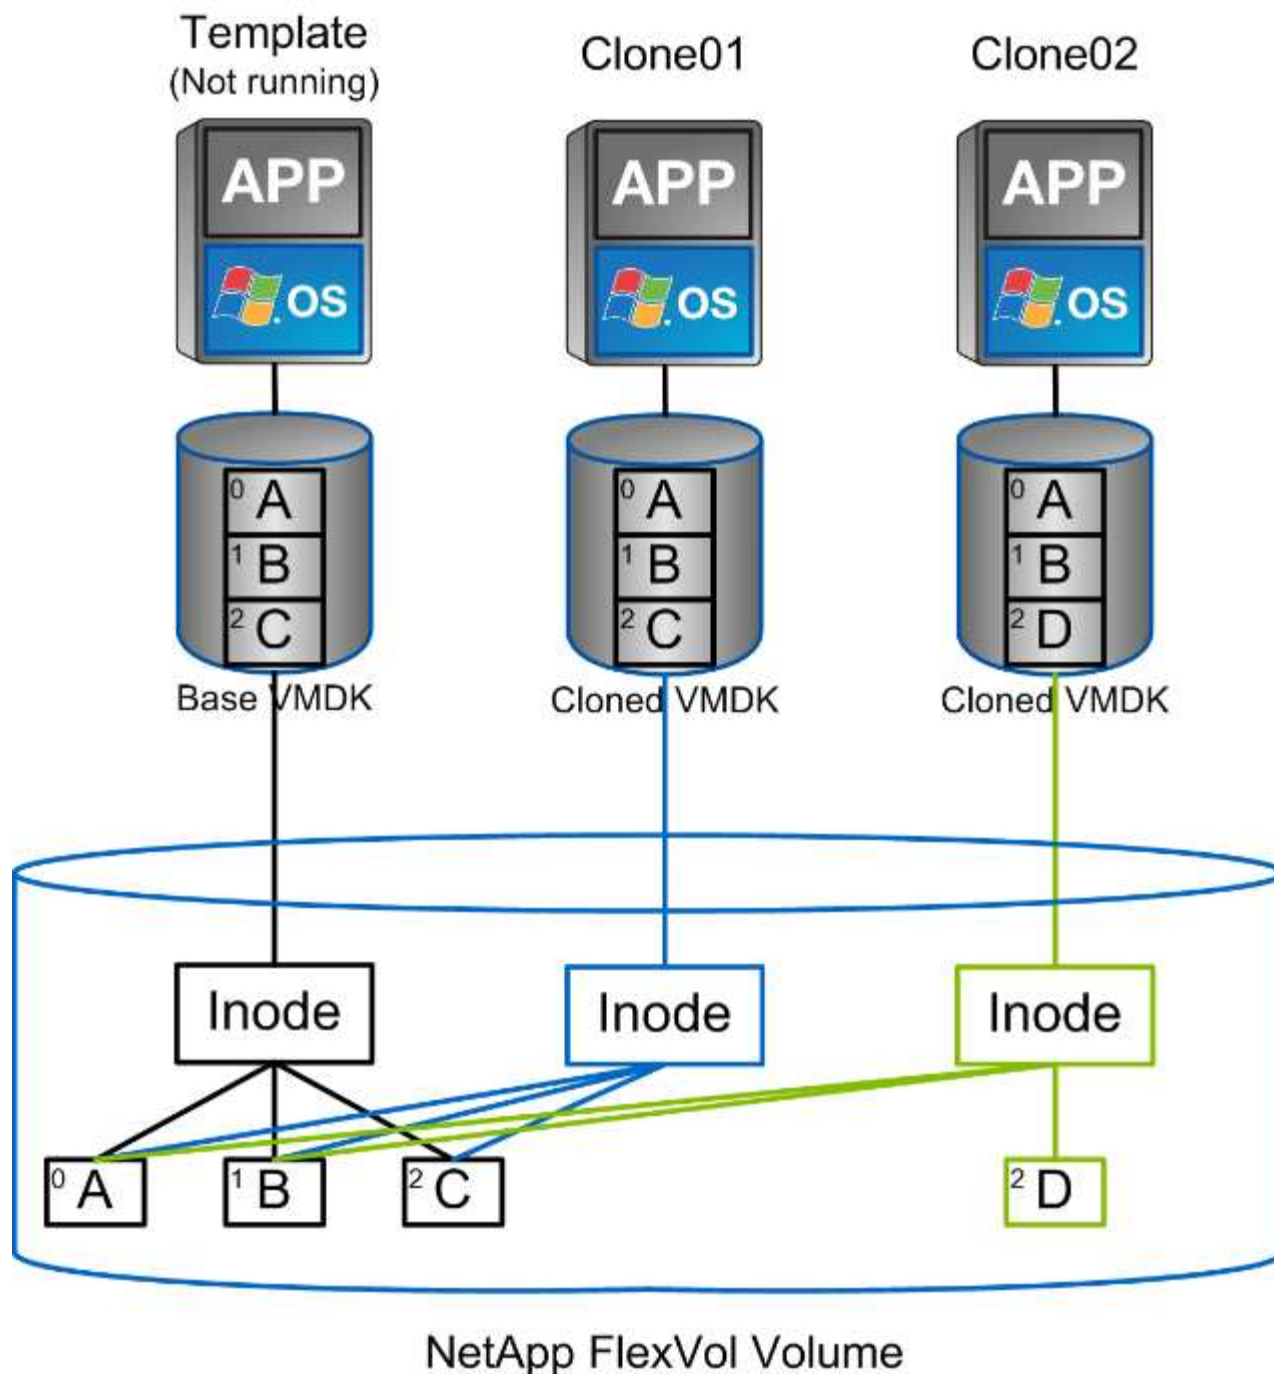 Template
(Not running)
Clone01
Clone02
APP
APP
APP
OS
OS
OS
0 A
1 B
2 C
0 A
1 B
2 C
0 A
1 B
2 D
Base VMDK
Cloned VMDK
Cloned VMDK
Inode
Inode
Inode
0 A
1 B
2 C
2 D
NetApp FlexVol Volume